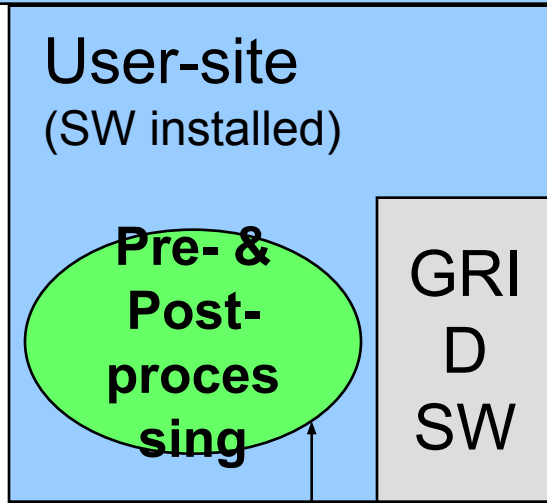 User-site
(SW installed)
Pre- &
Post-
proces
sing
GRI
D
SW